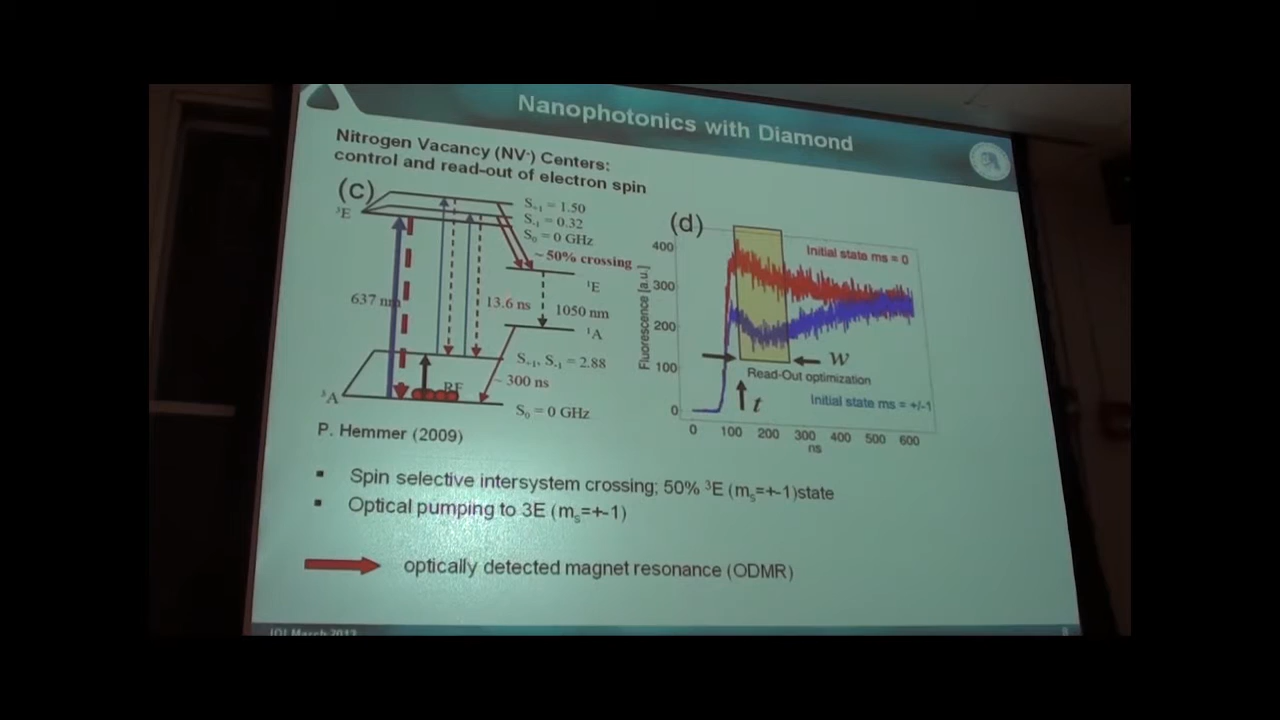 Nanophotonics with Diamond
Nitrogen Vacancy (NV-) Centers:
control and read-out of electron spin
(c)
³E
S+1 = 1.50
S-1 = 0.32
S0 = 0 GHz
~ 50% crossing
¹E
637 nm
13.6 ns
1050 nm
¹A
S+1, S-1 = 2.88
~ 300 ns
RF
³A
S0 = 0 GHz
P. Hemmer (2009)
(d)
Fluorescence [a.u.]
400
300
200
100
0
Initial state ms = 0
w
Read-Out optimization
t
Initial state ms = +/-1
0 100 200 300 400 500 600
ns
▪ Spin selective intersystem crossing; 50% ³E (ms=+-1)state
▪ Optical pumping to 3E (ms=+-1)
optically detected magnet resonance (ODMR)
March 2013